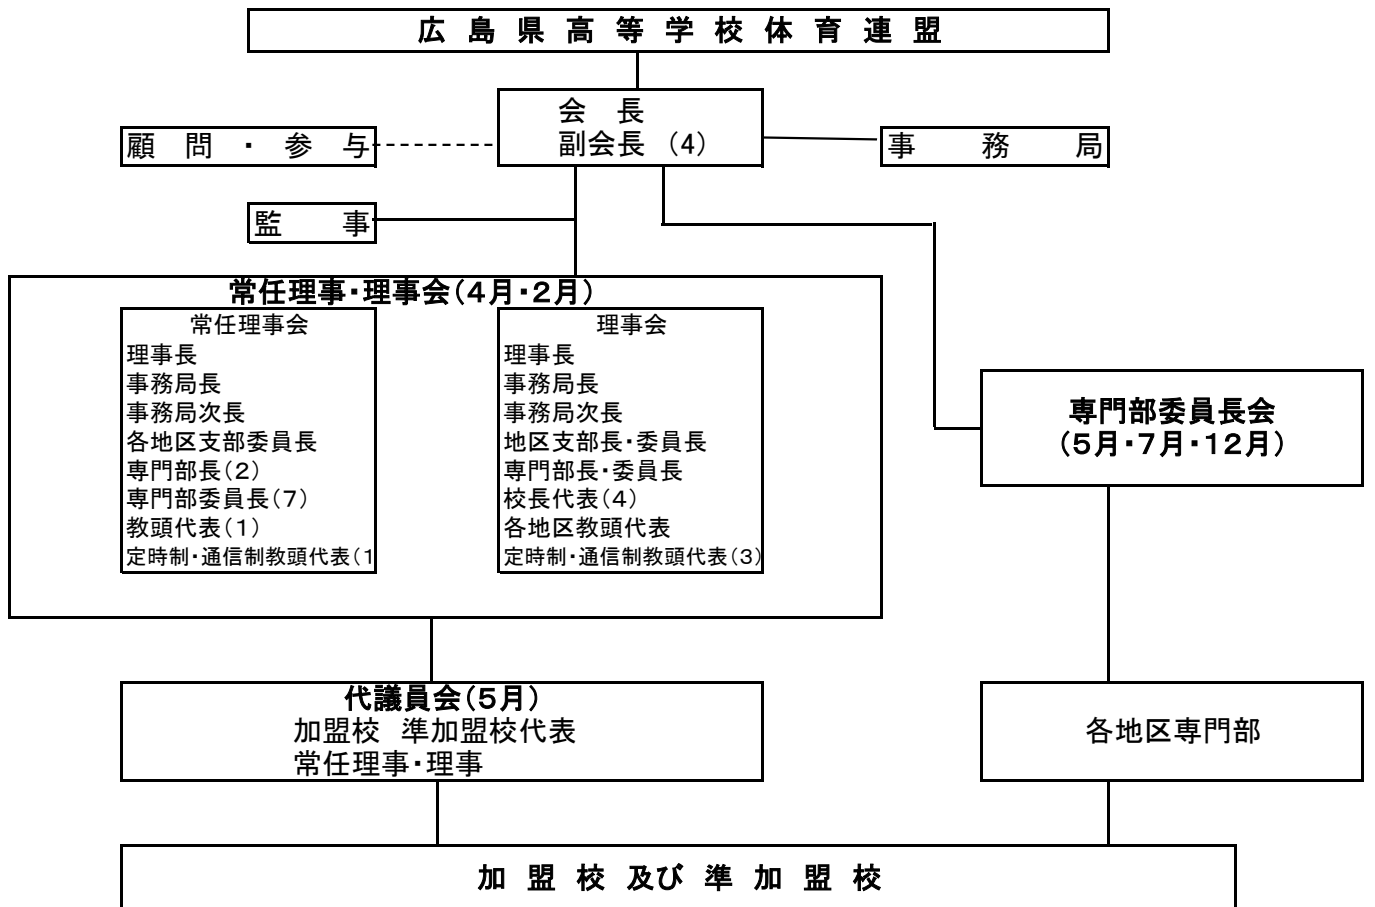 広島県高等学校体育連盟
会　長
副会長 （4）
顧問・参与
事務局
監事
常任理事・理事会（４月・２月）
常任理事会
理事長
事務局長
事務局次長
各地区支部委員長
専門部長（２）
専門部委員長（７）
教頭代表（１）
定時制・通信制教頭代表（１
理事会
理事長
事務局長
事務局次長
地区支部長・委員長
専門部長・委員長
校長代表（４）
各地区教頭代表
定時制・通信制教頭代表（３）
専門部委員長会
（５月・７月・１２月）
代議員会（５月）
加盟校　準加盟校代表
常任理事・理事
各地区専門部
加盟校及び準加盟校